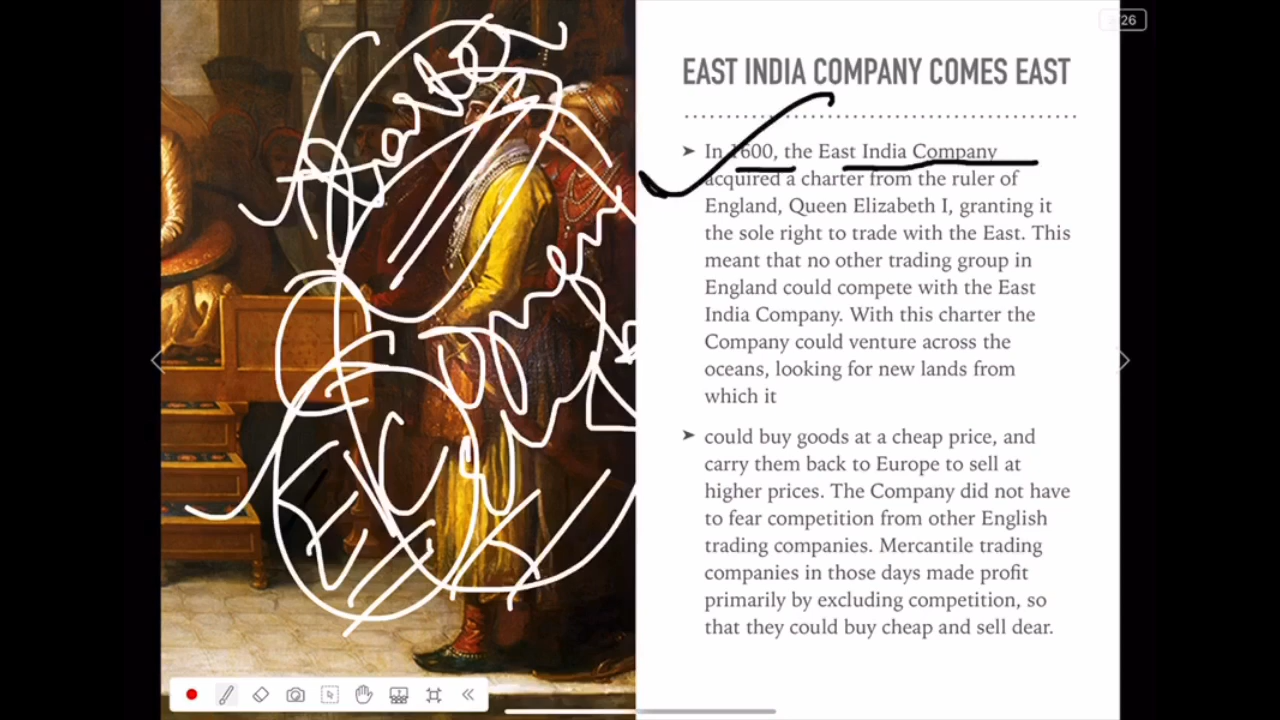 26
EAST INDIA COMPANY COMES EAST
➤ In 1600, the East India Company
acquired a charter from the ruler of
England, Queen Elizabeth I, granting it
the sole right to trade with the East. This
meant that no other trading group in
England could compete with the East
India Company. With this charter the
Company could venture across the
oceans, looking for new lands from
which it
➤ could buy goods at a cheap price, and
carry them back to Europe to sell at
higher prices. The Company did not have
to fear competition from other English
trading companies. Mercantile trading
companies in those days made profit
primarily by excluding competition, so
that they could buy cheap and sell dear.